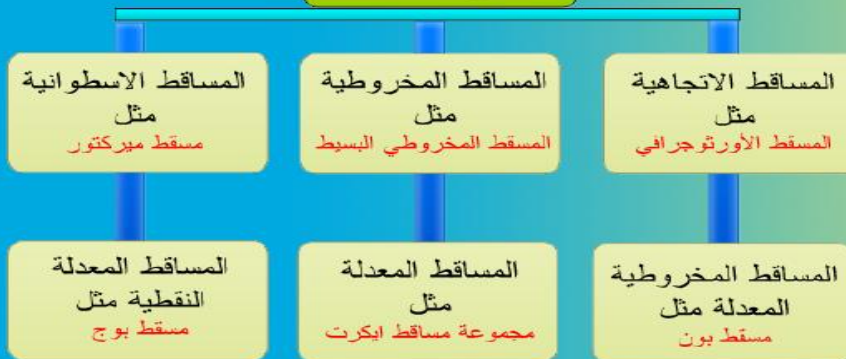 المساقط الاتجاهية
مثل
المسقط الأورثوجرافي
المساقط المخروطية
مثل
المسقط المخروطي البسيط
المساقط الاسطوانية
مثل
مسقط ميركتور
المساقط المخروطية
المعدلة مثل
مسقط بون
المساقط المعدلة
مثل
مجموعة مساقط ايكرت
المساقط المعدلة
النقطية مثل
مسقط بوج